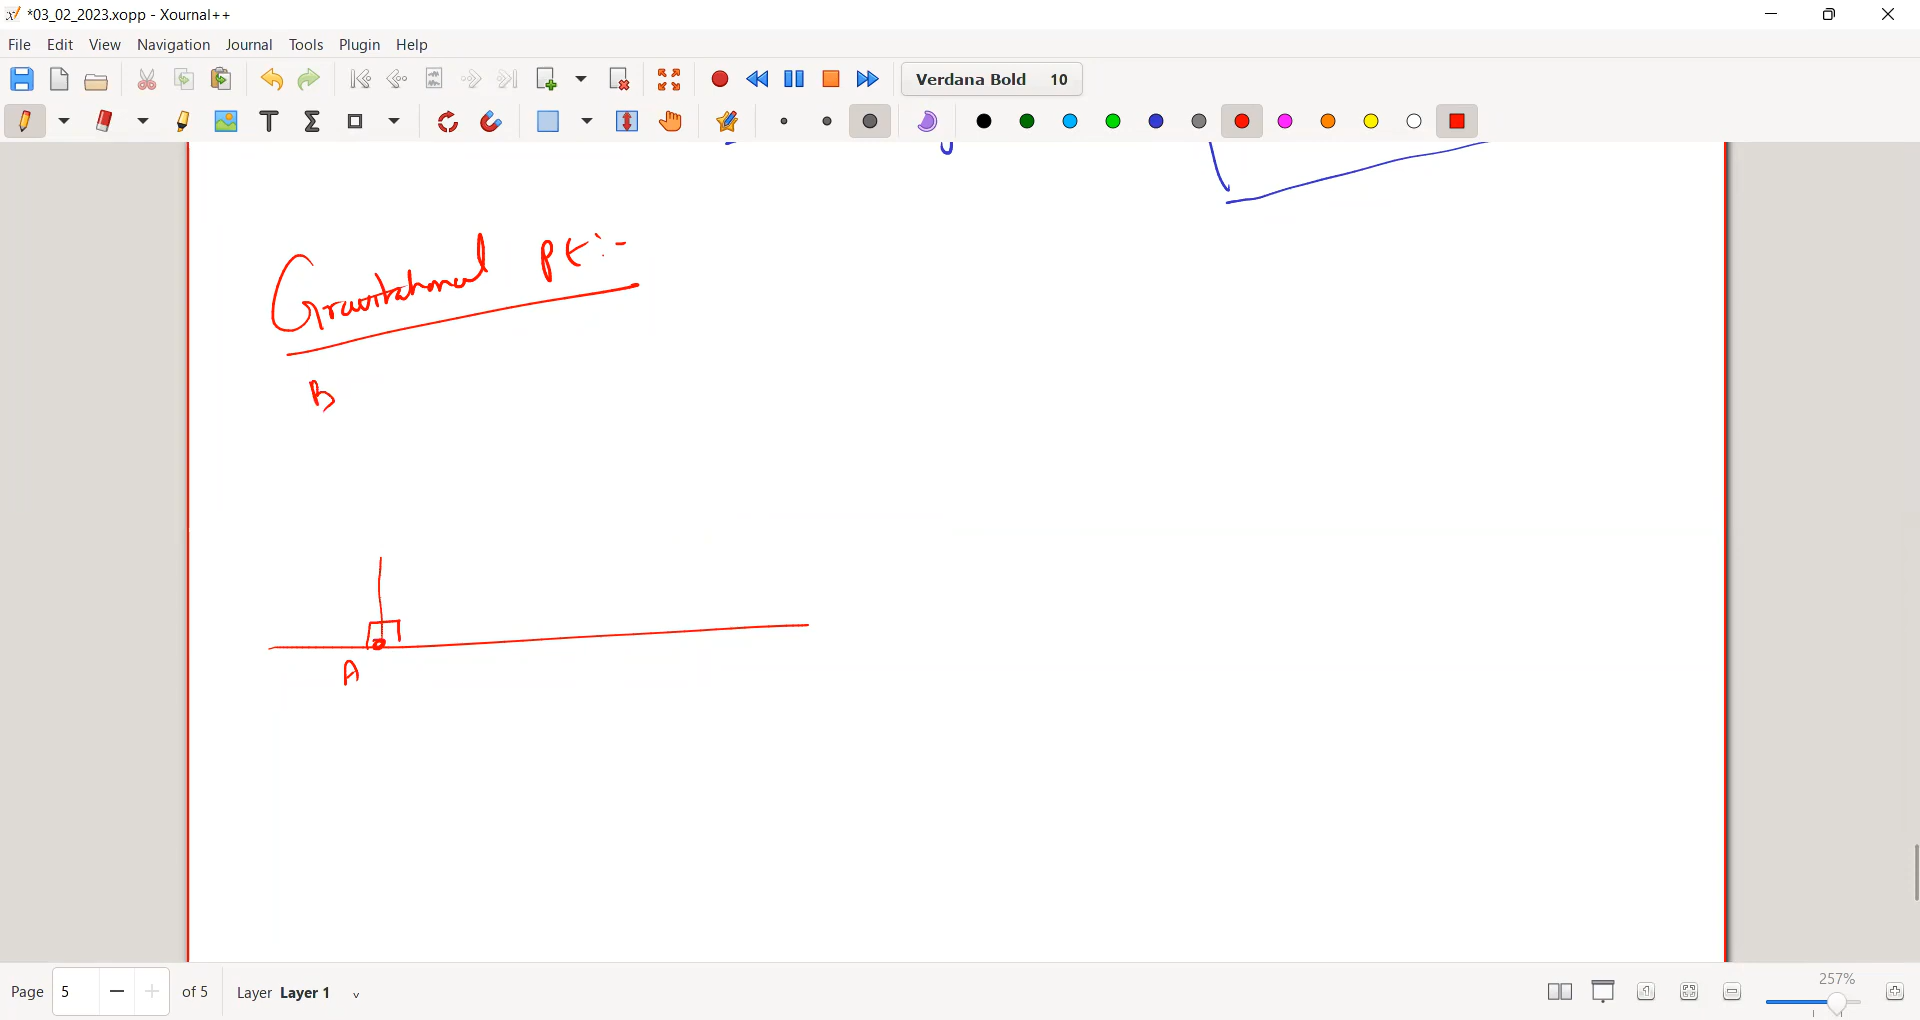 *03_02_2023.xopp - Xournal++
File Edit View Navigation Journal Tools Plugin Help
Verdana Bold 10
Gravitational Pt :-
B
A
Page 5 of 5 Layer Layer 1
257%